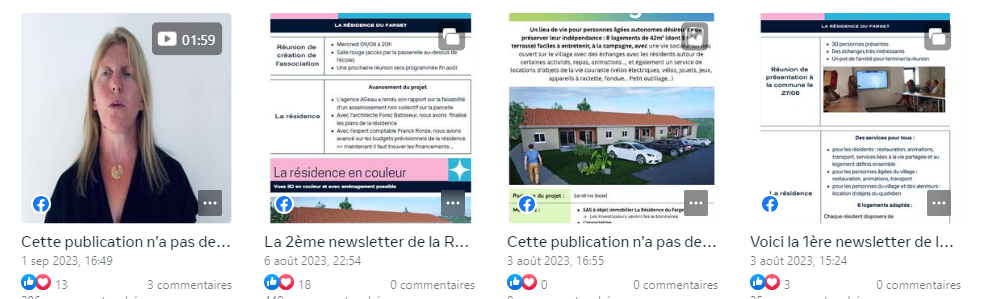 01:59
Cette publication n'a pas de...
1 sep 2023, 16:49
13
3 commentaires
LA RÉSIDENCE DU FARGET
Réunion de
création de
l'association
• Mercredi 09/08 à 20h
• Salle rouge (accès par la passerelle au-dessus de
l'école)
• Une prochaine réunion sera programmée fin août
Avancement du projet
La résidence
• L'agence AGeau a rendu son rapport sur la faisabilité
d'un assainissement non collectif sur la parcelle
• Avec l'architecte Forez Batisseur, nous avons finalisé
les plans de la résidence
• Avec l'expert comptable Franck Ronze, nous avons
avancé sur les budgets prévisionnels de la résidence
=> maintenant il faut trouver les financements...
La résidence en couleur
Vues 3D en couleur et avec aménagement possible
La 2ème newsletter de la R...
6 août 2023, 22:54
18
0 commentaires
Un lieu de vie pour personnes âgées autonomes désireuses de
préserver leur indépendance : 8 logements de 42m² (dont
terrasse) faciles à entretenir, à la campagne, avec une vie
ouvert sur le village avec des échanges avec les résidents autour de
certaines activités, repas, animations..., et également un service de
locations d'objets de la vie courante (vélos électriques, vélos, jouets, jeux,
appareils à raclette, fondue... Petit outillage...)
du projet :
Sandrine Badel
• SAS à objet immobilier La Résidence du Farget
Les investisseurs seront les actionnaires
Cette publication n'a pas de...
3 août 2023, 16:55
0
0 commentaires
LA RÉSIDENCE DU FARGET
Réunion de
présentation à
la commune le
27/06
• 30 personnes présentes
• Des échanges très intéressants
• Un pot de l'amitié pour terminer la réunion
Des services pour tous :
La résidence
• pour les résidents : restauration, animations,
transport, services liées à la vie partagée et au
logement définis ensemble
• pour les personnes âgées du village :
restauration, animations, transport
• pour les personnes du village et des alentours :
location d'objets du quotidien
8 logements adaptés :
Chaque résident disposera de
Voici la 1ère newsletter de l...
3 août 2023, 15:24
3
0 commentaires